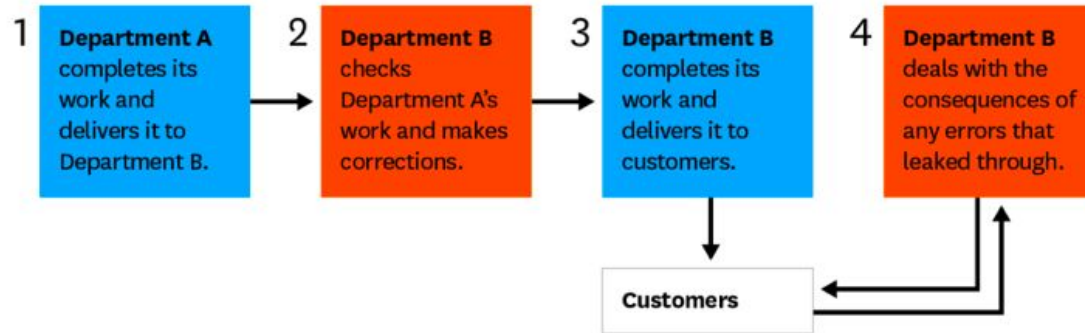 1
Department A
completes its
work and
delivers it to
Department B.
2
Department B
checks
Department A's
work and makes
corrections.
3
Department B
completes its
work and
delivers it to
customers.
4
Department B
deals with the
consequences of
any errors that
leaked through.
Customers